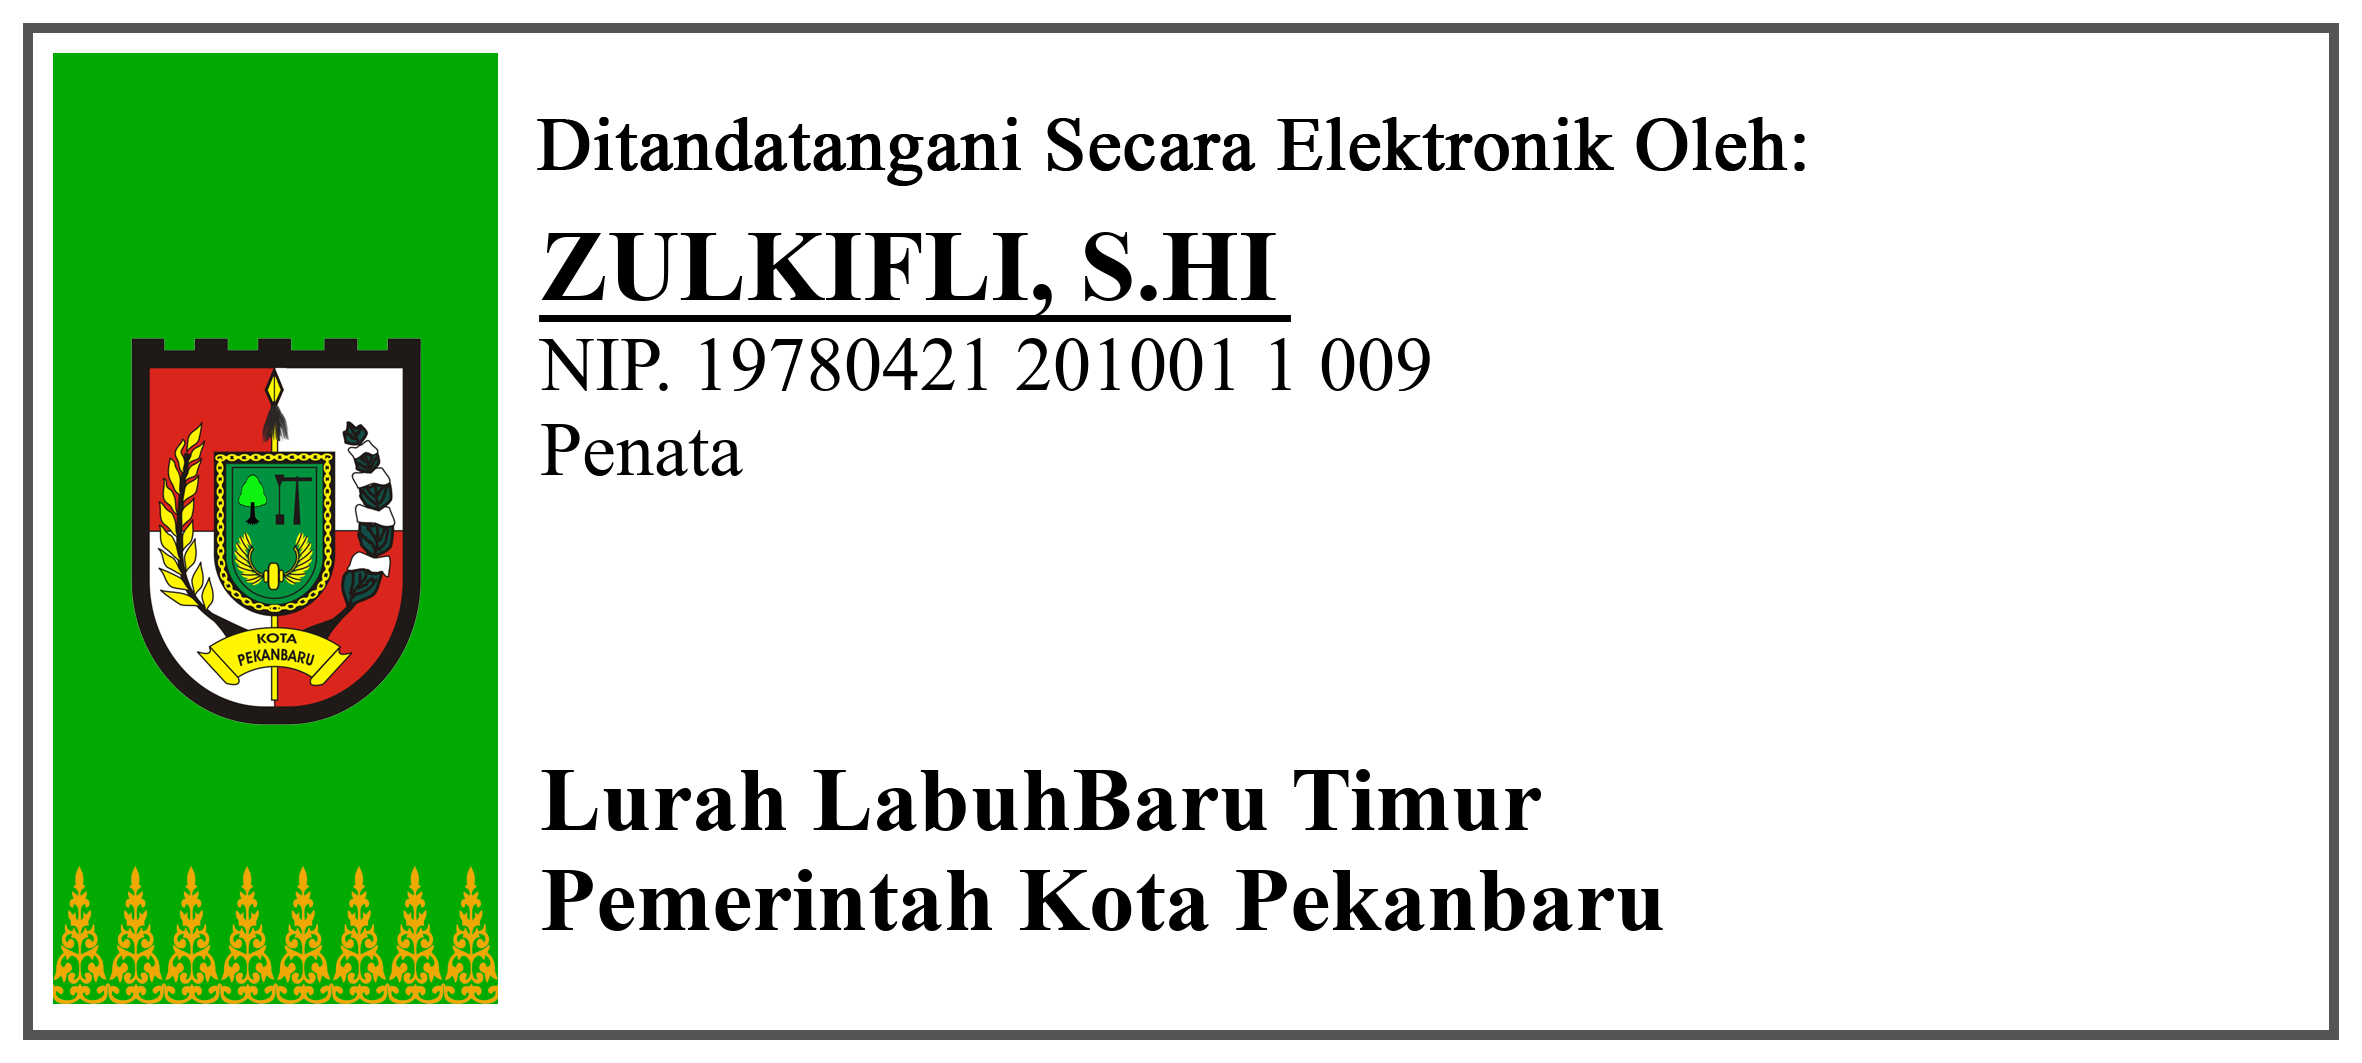 Ditandatangani Secara Elektronik Oleh:
ZULKIFLI, S.HI
NIP. 19780421 201001 1 009
Penata
KOTA
PEKANBARU
Lurah LabuhBaru Timur
Pemerintah Kota Pekanbaru